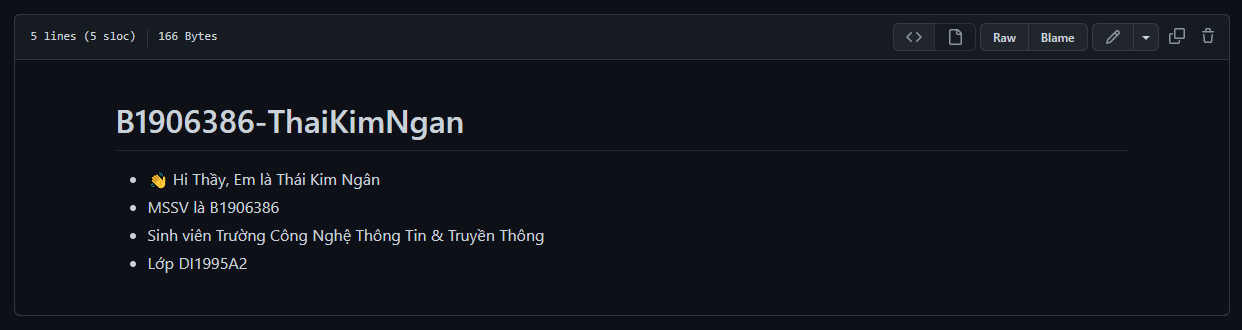 5 lines (5 sloc) 166 Bytes Raw Blame
B1906386-ThaiKimNgan
👋 Hi Thầy, Em là Thái Kim Ngân
MSSV là B1906386
Sinh viên Trường Công Nghệ Thông Tin & Truyền Thông
Lớp DI1995A2